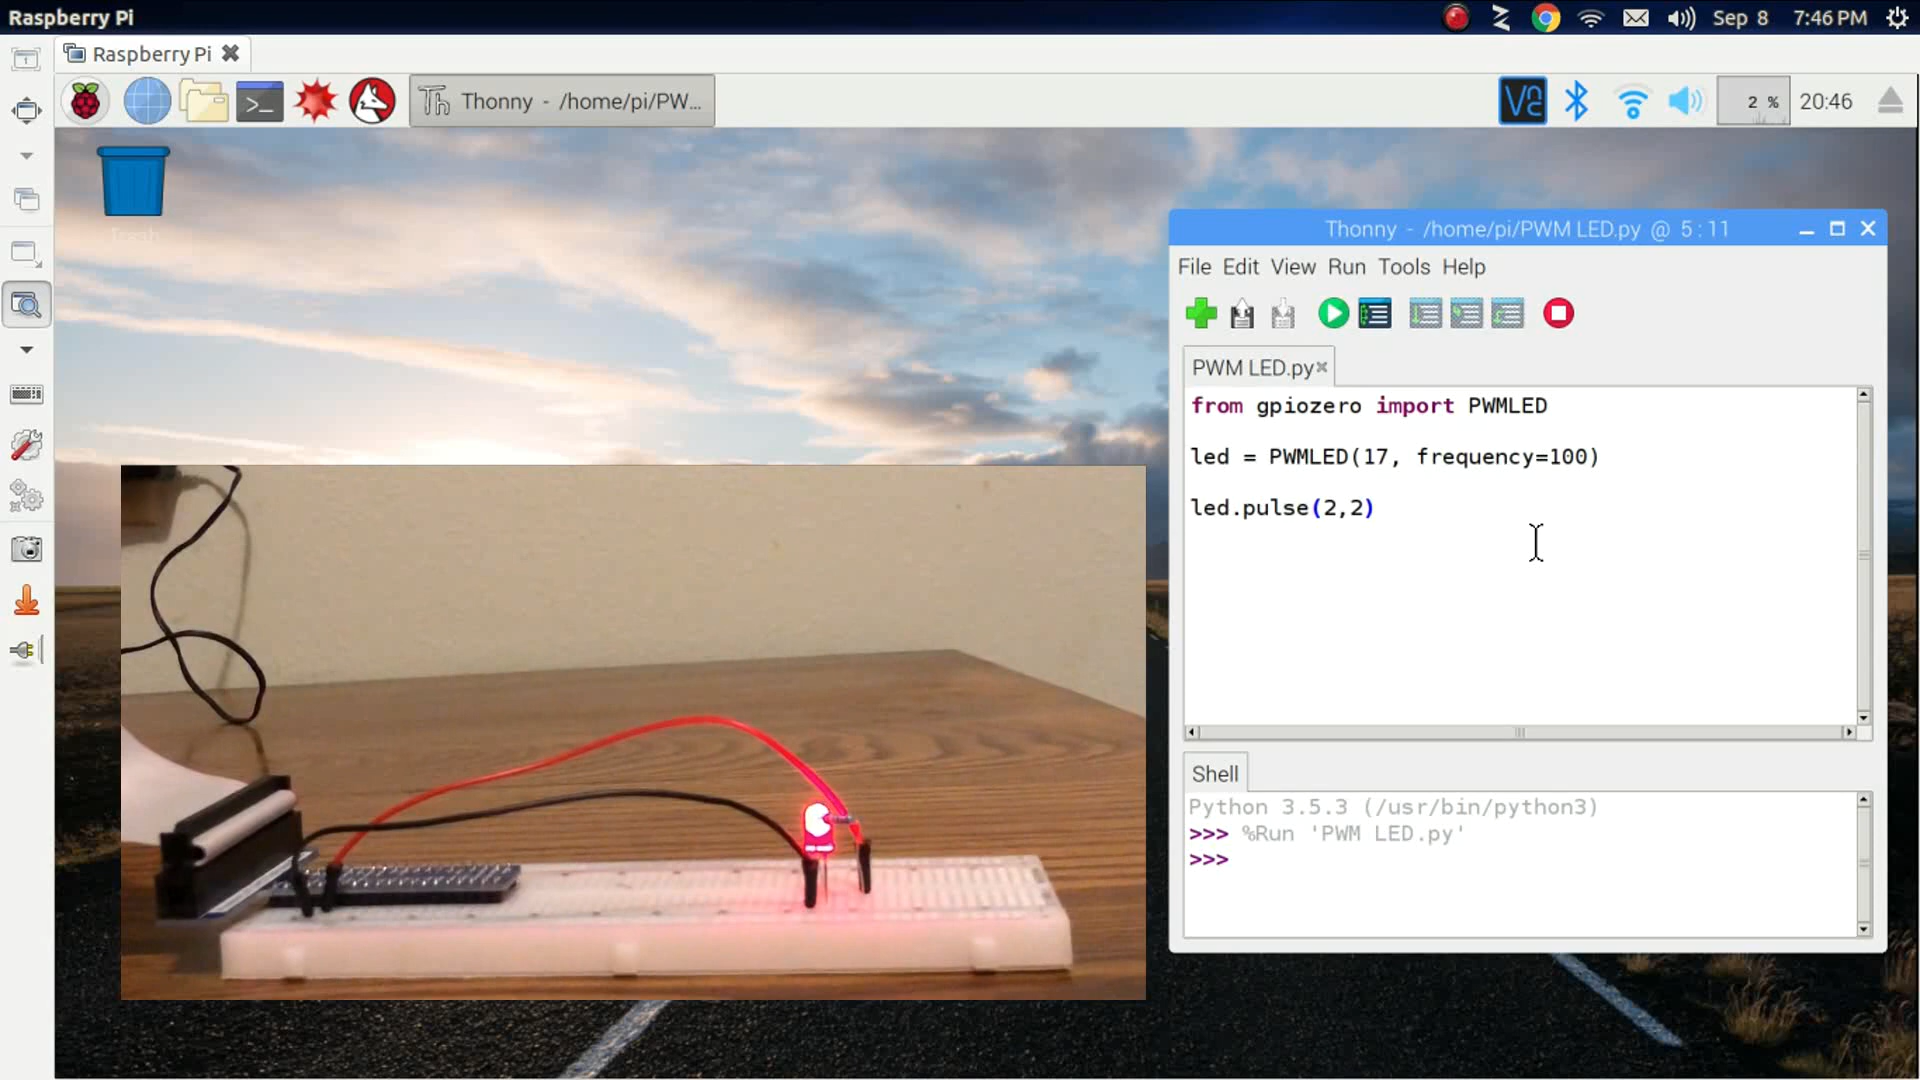 Raspberry Pi
Sep 8 7:46 PM
Raspberry Pi
Thonny - /home/pi/PW...
2 %
20:46
Trash
Thonny - /home/pi/PWM LED.py @ 5 : 11
File Edit View Run Tools Help
PWM LED.py
from gpiozero import PWMLED
led = PWMLED(17, frequency=100)
led.pulse(2,2)
Shell
Python 3.5.3 (/usr/bin/python3)
>>> %Run 'PWM LED.py'
>>>